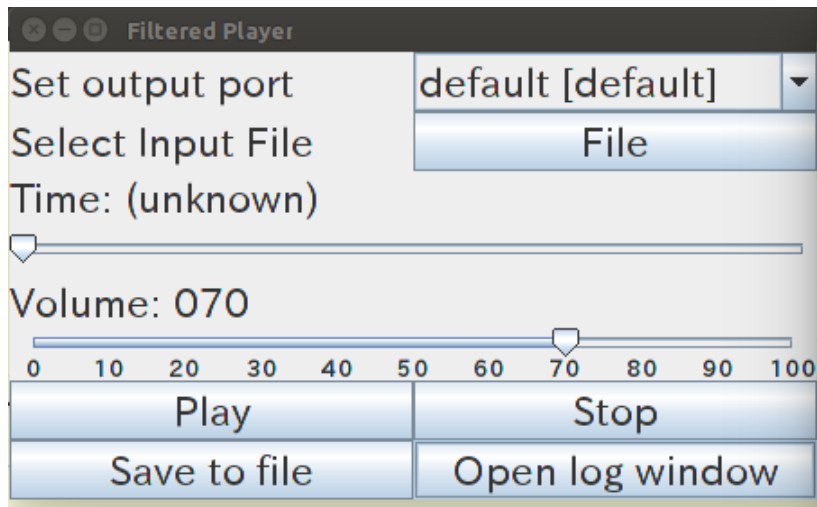 Filtered Player
Set output port default [default]
Select Input File File
Time: (unknown)
Volume: 070
0 10 20 30 40 50 60 70 80 90 100
Play Stop
Save to file Open log window